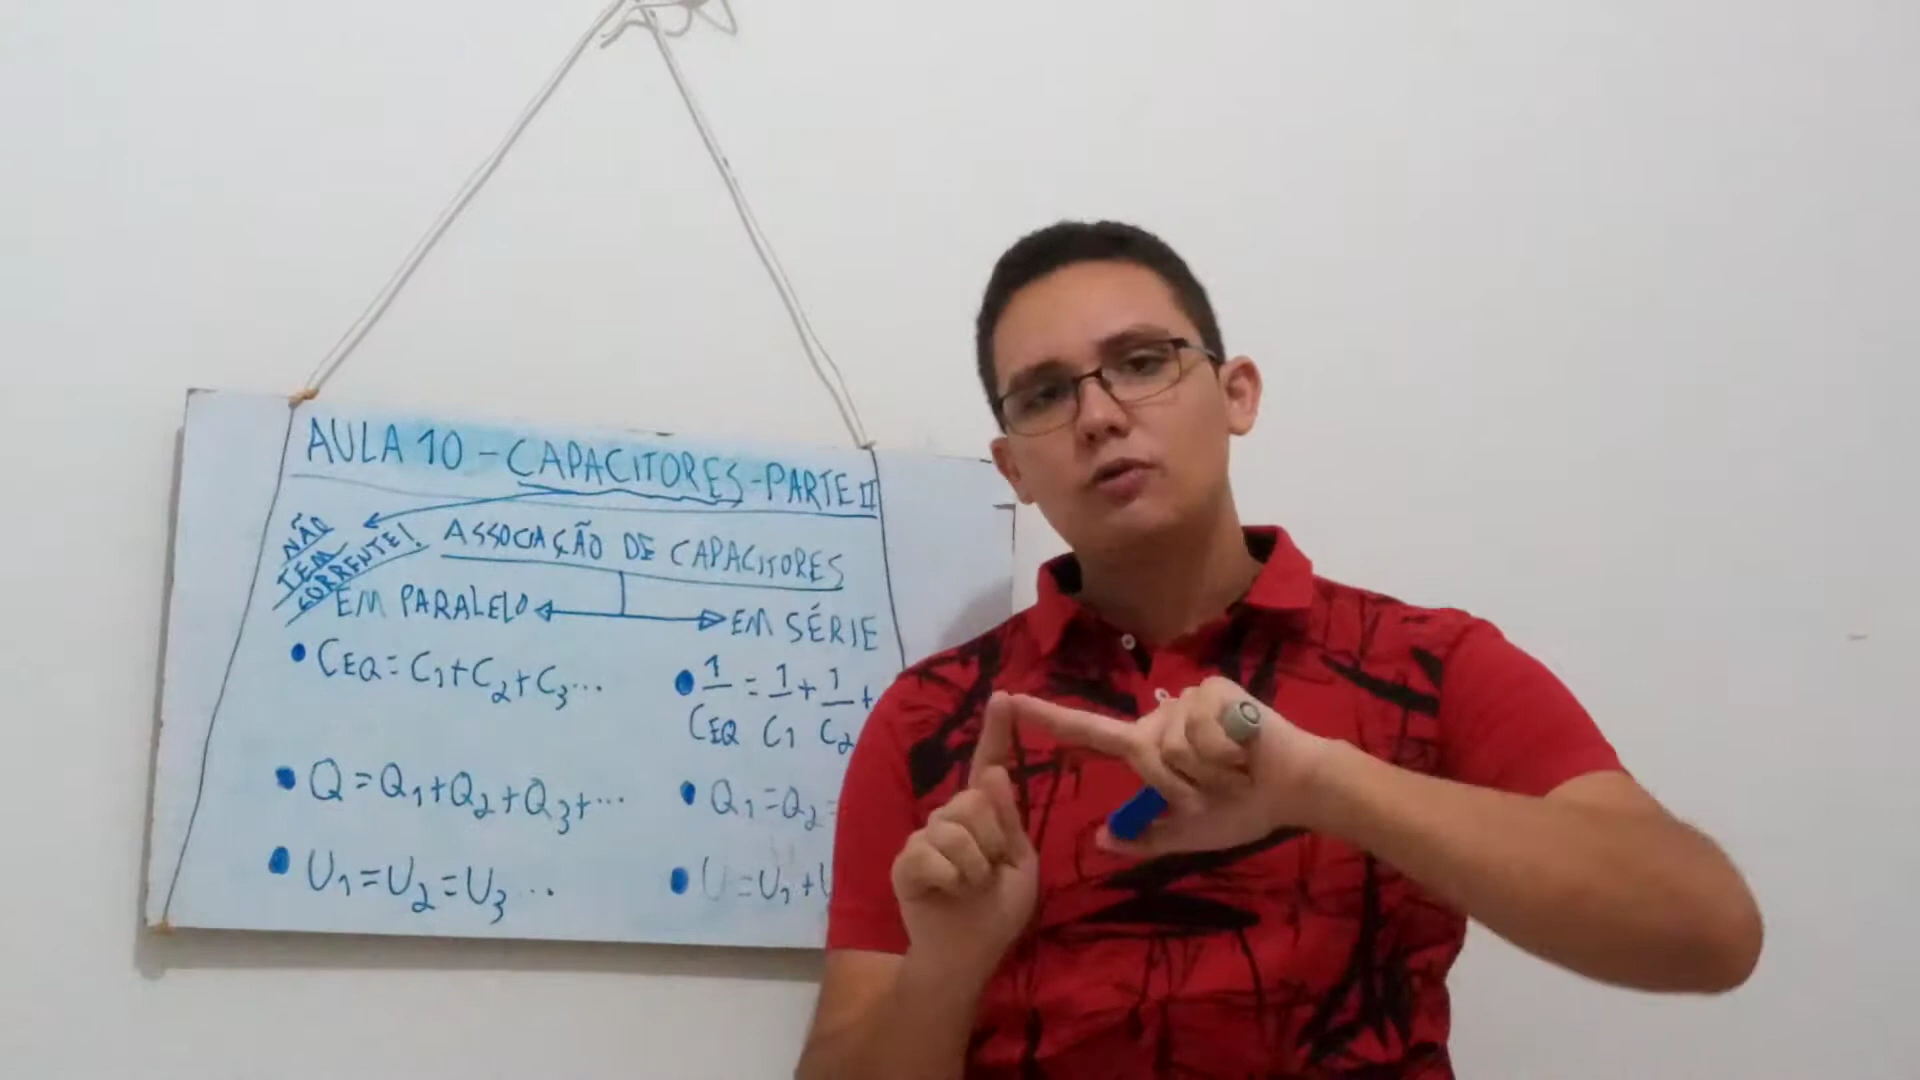 AULA 10 - CAPACITORES - PARTE II
NÃO
TEM
CORRENTE!
ASSOCIAÇÃO DE CAPACITORES
EM PARALELO
EM SÉRIE
CEQ = C1 + C2 + C3 ...
1/CEQ = 1/C1 + 1/C2 +
Q = Q1 + Q2 + Q3 + ...
Q1 = Q2 =
U1 = U2 = U3 ...
U = U1 +